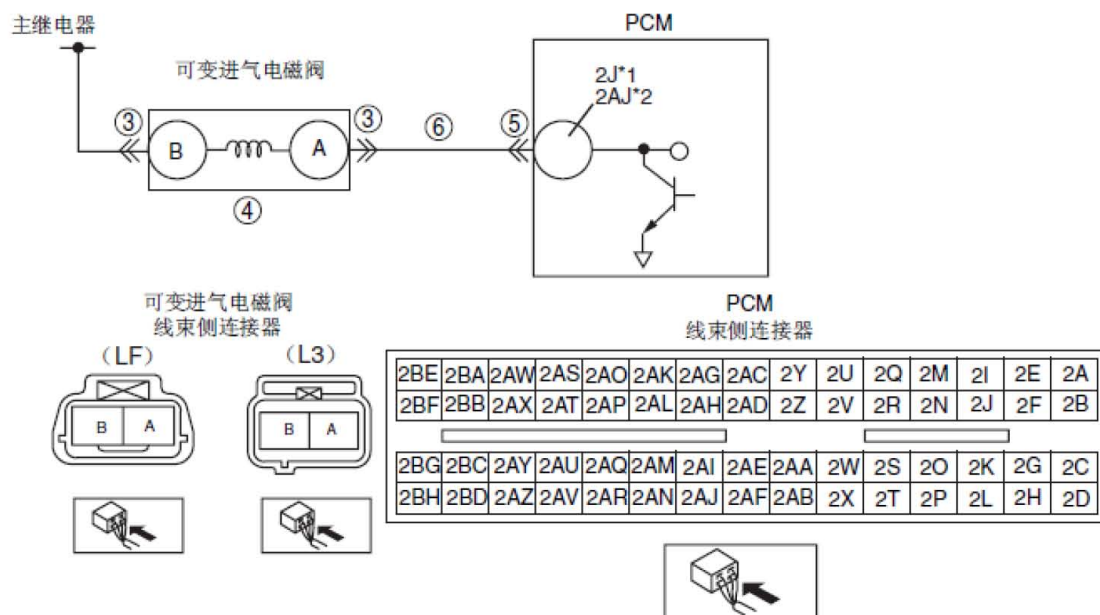 主继电器
PCM
可变进气电磁阀
2J*1
2AJ*2
③ ③ ⑥ ⑤
B A
④
可变进气电磁阀
线束侧连接器
(LF) (L3)
B A B A
PCM
线束侧连接器
2BE 2BA 2AW 2AS 2AO 2AK 2AG 2AC 2Y 2U 2Q 2M 2I 2E 2A
2BF 2BB 2AX 2AT 2AP 2AL 2AH 2AD 2Z 2V 2R 2N 2J 2F 2B
2BG 2BC 2AY 2AU 2AQ 2AM 2AI 2AE 2AA 2W 2S 2O 2K 2G 2C
2BH 2BD 2AZ 2AV 2AR 2AN 2AJ 2AF 2AB 2X 2T 2P 2L 2H 2D